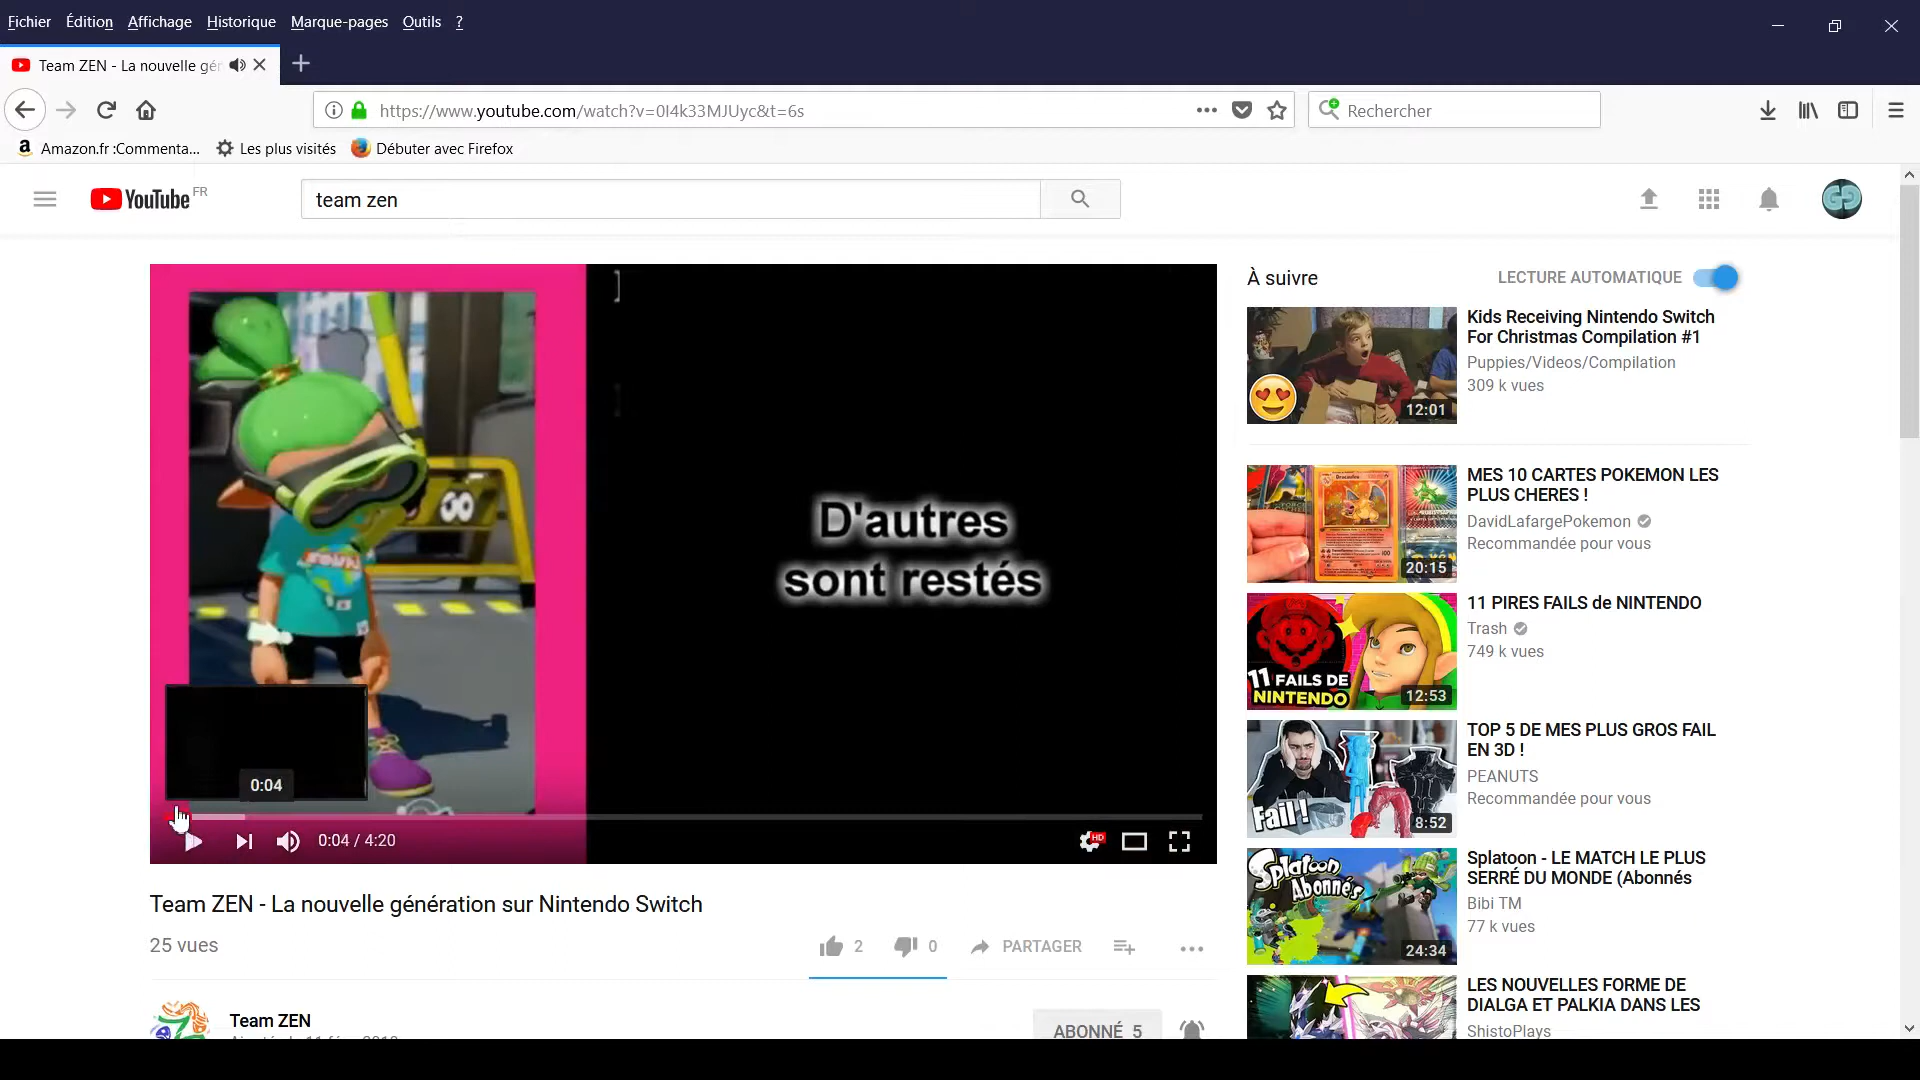 Fichier Édition Affichage Historique Marque-pages Outils ?
Team ZEN - La nouvelle gér
https://www.youtube.com/watch?v=0I4k33MJUyc&t=6s
Rechercher
Amazon.fr :Commenta... Les plus visités Débuter avec Firefox
YouTube FR
team zen
D'autres
sont restés
0:04
0:04 / 4:20
HD
Team ZEN - La nouvelle génération sur Nintendo Switch
25 vues
2 0 PARTAGER
Team ZEN
ABONNÉ 5
À suivre
LECTURE AUTOMATIQUE
Kids Receiving Nintendo Switch
For Christmas Compilation #1
Puppies/Videos/Compilation
309 k vues
12:01
MES 10 CARTES POKEMON LES
PLUS CHERES !
DavidLafargePokemon
Recommandée pour vous
20:15
11 PIRES FAILS de NINTENDO
Trash
749 k vues
11 FAILS DE
NINTENDO
12:53
TOP 5 DE MES PLUS GROS FAIL
EN 3D !
PEANUTS
Recommandée pour vous
Fail !
8:52
Splatoon - LE MATCH LE PLUS
SERRÉ DU MONDE (Abonnés
Bibi TM
77 k vues
Splatoon
Abonnés
24:34
LES NOUVELLES FORME DE
DIALGA ET PALKIA DANS LES
ShistoPlays